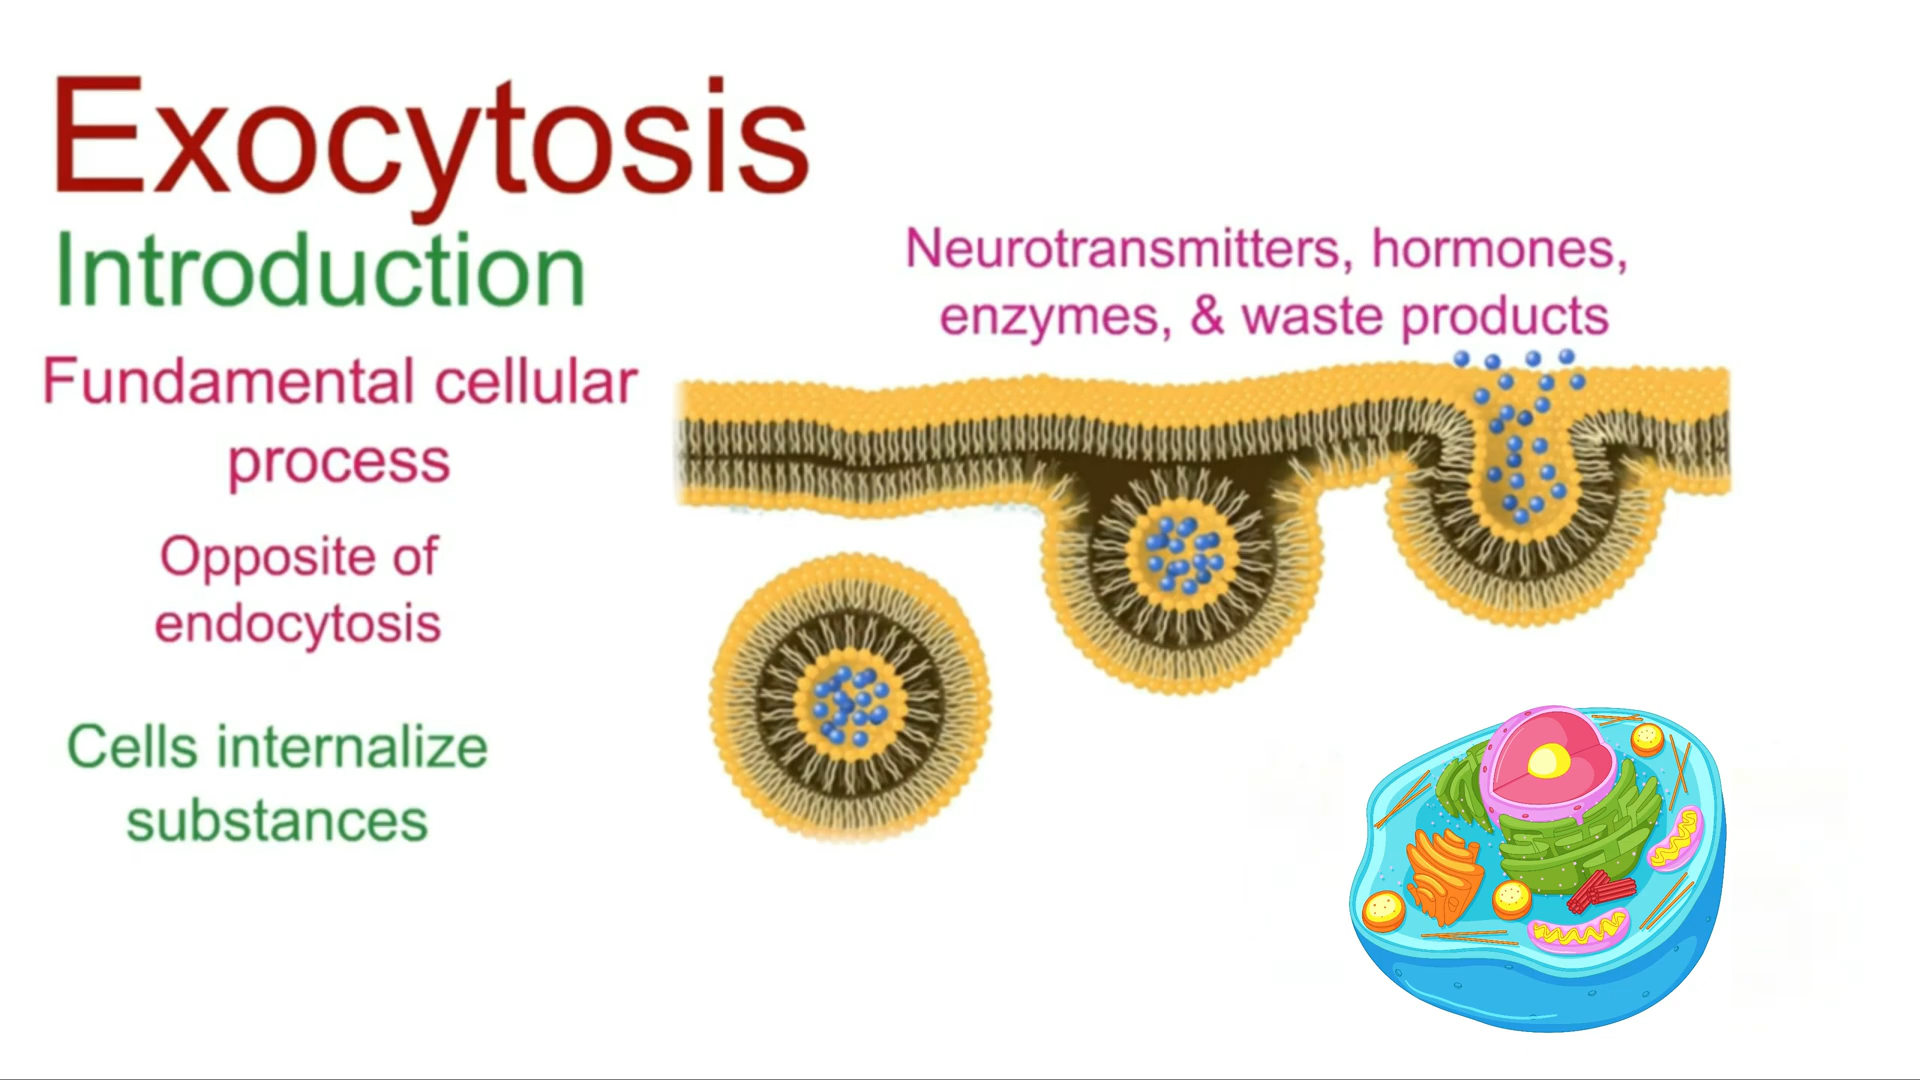 Exocytosis
Introduction
Fundamental cellular
process
Opposite of
endocytosis
Cells internalize
substances
Neurotransmitters, hormones,
enzymes, & waste products